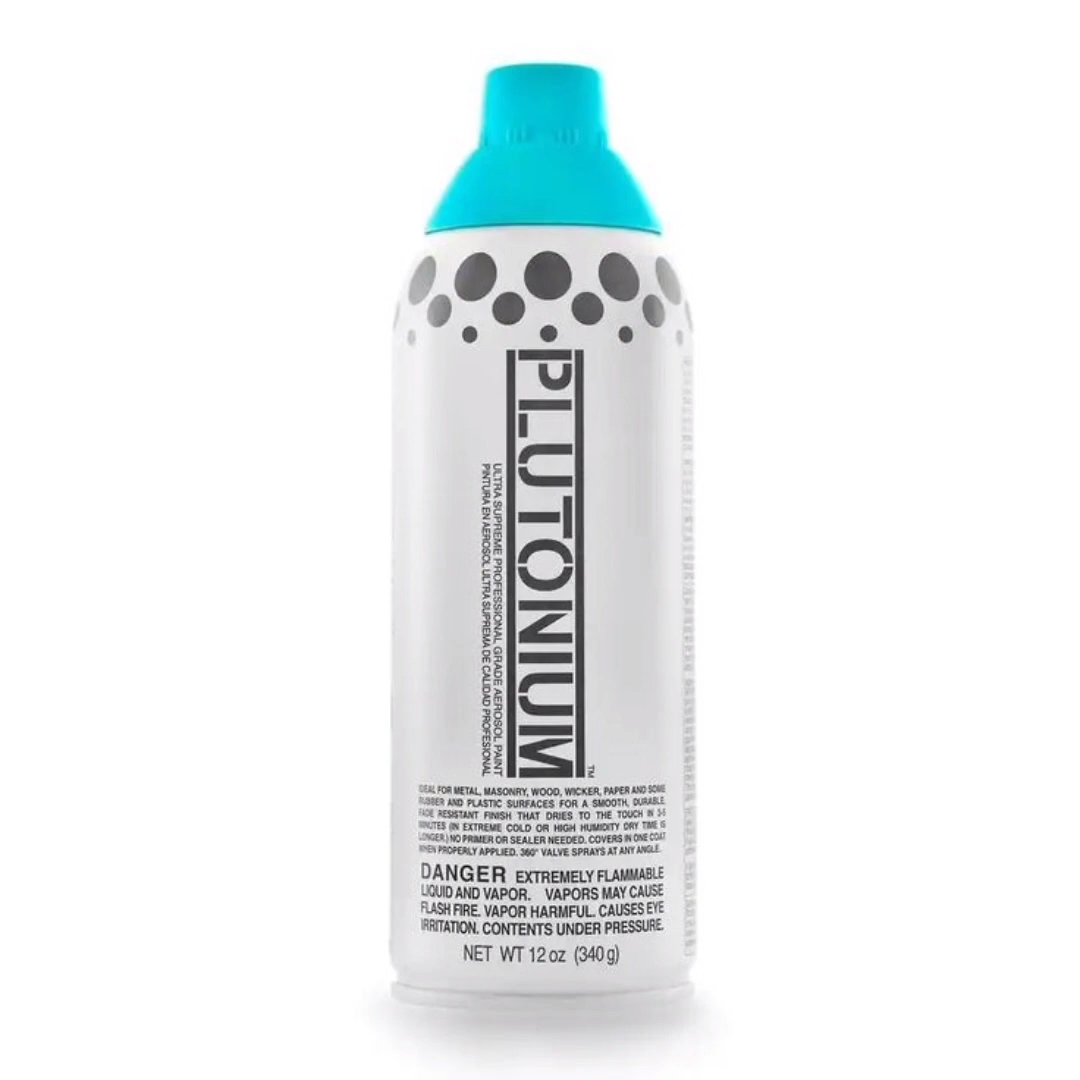 PLUTONIUM
TM
ULTRA SUPREME PROFESSIONAL GRADE AEROSOL PAINT
PINTURA EN AEROSOL ULTRA SUPREMA DE CALIDAD PROFESIONAL
IDEAL FOR METAL, MASONRY, WOOD, WICKER, PAPER AND SOME
RUBBER AND PLASTIC SURFACES FOR A SMOOTH, DURABLE,
FADE RESISTANT FINISH THAT DRIES TO THE TOUCH IN 3-5
MINUTES (IN EXTREME COLD OR HIGH HUMIDITY DRY TIME IS
LONGER.) NO PRIMER OR SEALER NEEDED. COVERS IN ONE COAT
WHEN PROPERLY APPLIED. 360° VALVE SPRAYS AT ANY ANGLE.
DANGER EXTREMELY FLAMMABLE
LIQUID AND VAPOR. VAPORS MAY CAUSE
FLASH FIRE. VAPOR HARMFUL. CAUSES EYE
IRRITATION. CONTENTS UNDER PRESSURE.
NET WT 12 oz (340 g)